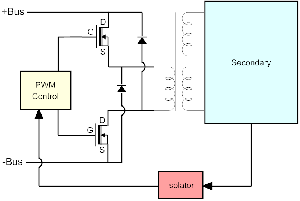 +Bus
D
G
S
PWM
Control
Secondary
D
G
S
-Bus
Isolator